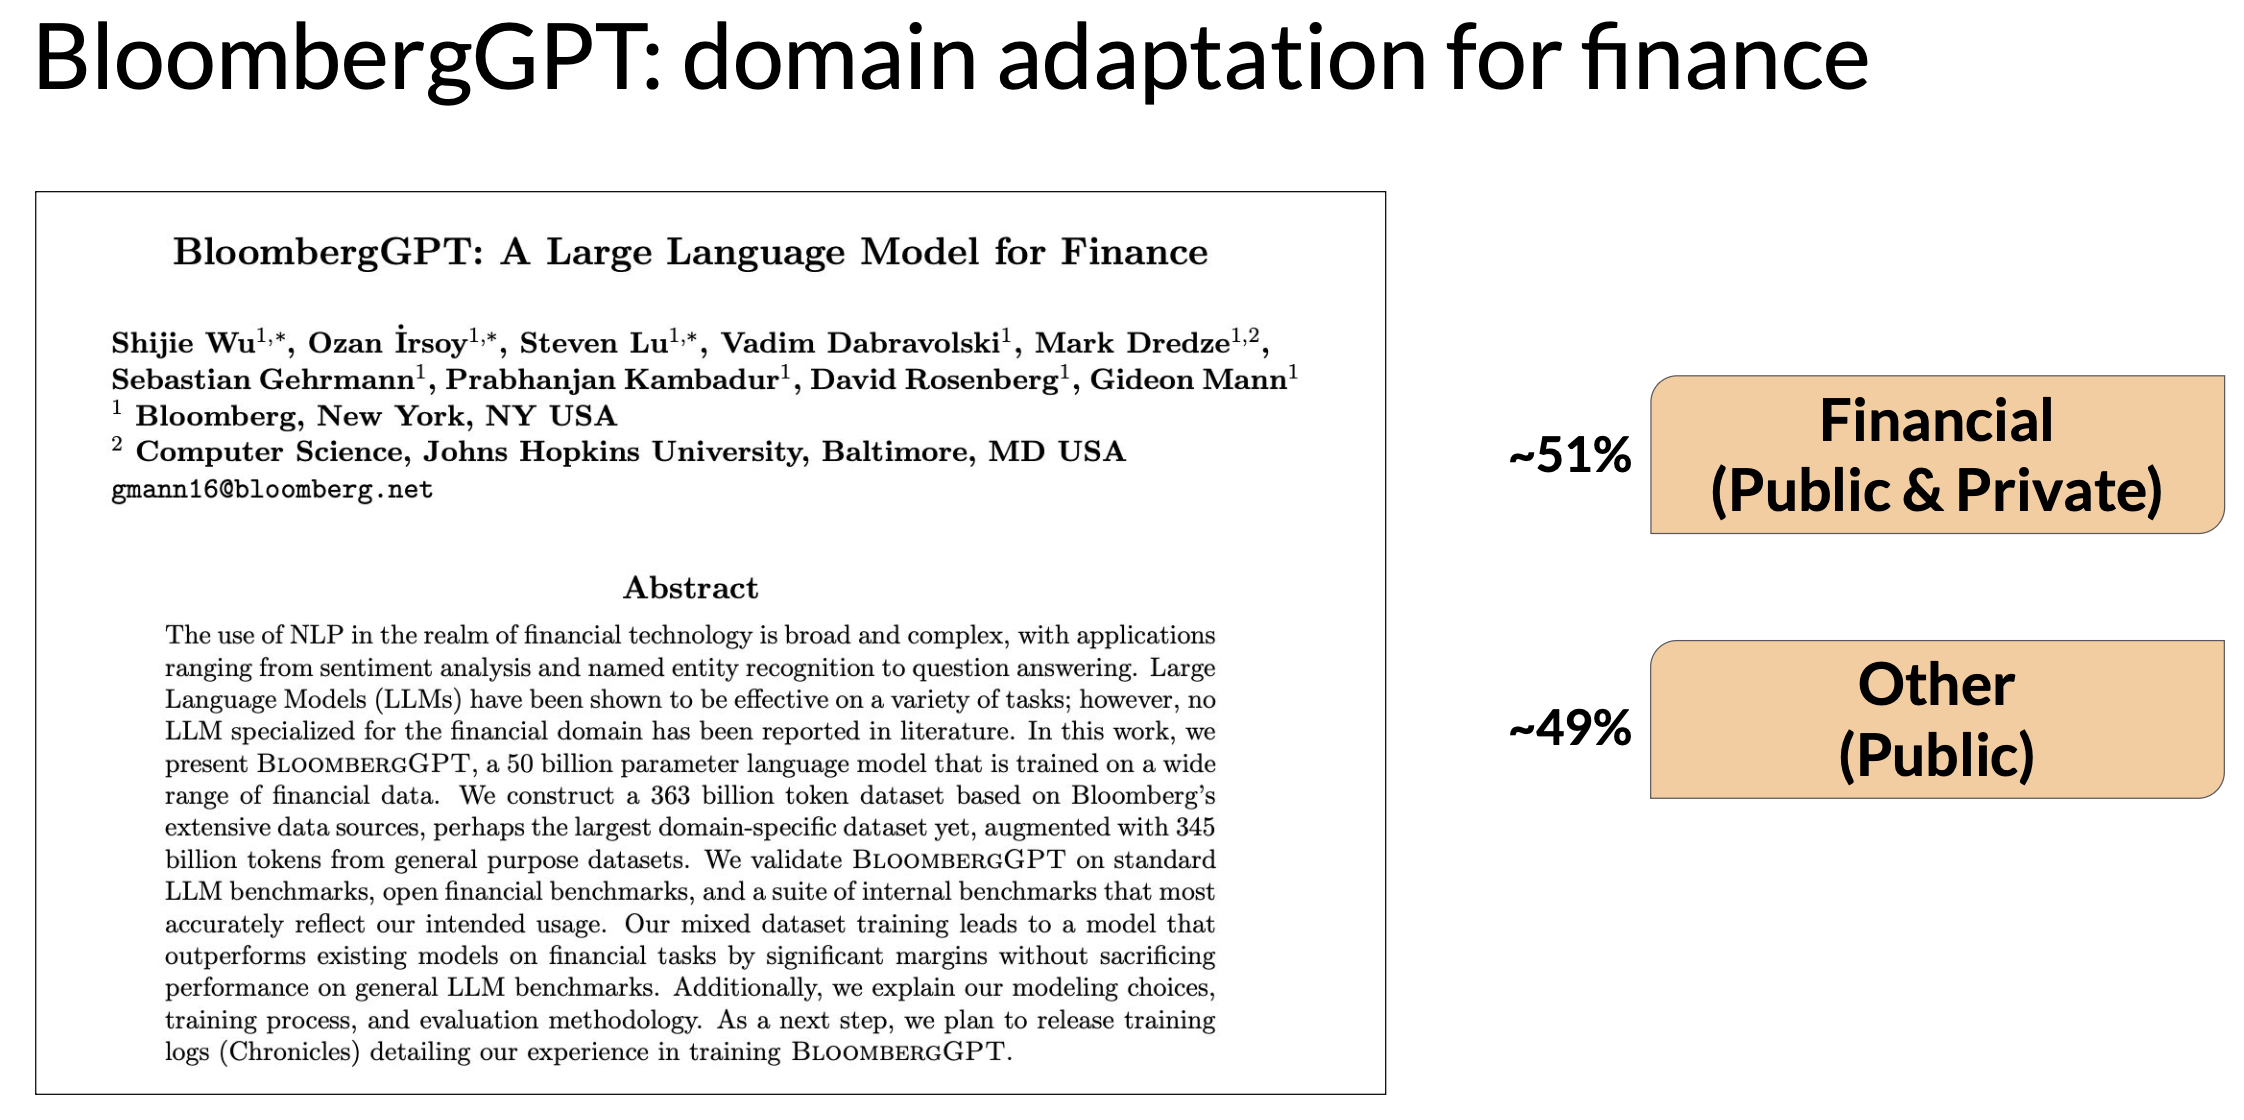 BloombergGPT: domain adaptation for finance
BloombergGPT: A Large Language Model for Finance
Shijie Wu1,*, Ozan İrsoy1,*, Steven Lu1,*, Vadim Dabravolski1, Mark Dredze1,2,
Sebastian Gehrmann1, Prabhanjan Kambadur1, David Rosenberg1, Gideon Mann1
1 Bloomberg, New York, NY USA
2 Computer Science, Johns Hopkins University, Baltimore, MD USA
gmann16@bloomberg.net
Abstract
The use of NLP in the realm of financial technology is broad and complex, with applications
ranging from sentiment analysis and named entity recognition to question answering. Large
Language Models (LLMs) have been shown to be effective on a variety of tasks; however, no
LLM specialized for the financial domain has been reported in literature. In this work, we
present BLOOMBERGGPT, a 50 billion parameter language model that is trained on a wide
range of financial data. We construct a 363 billion token dataset based on Bloomberg's
extensive data sources, perhaps the largest domain-specific dataset yet, augmented with 345
billion tokens from general purpose datasets. We validate BLOOMBERGGPT on standard
LLM benchmarks, open financial benchmarks, and a suite of internal benchmarks that most
accurately reflect our intended usage. Our mixed dataset training leads to a model that
outperforms existing models on financial tasks by significant margins without sacrificing
performance on general LLM benchmarks. Additionally, we explain our modeling choices,
training process, and evaluation methodology. As a next step, we plan to release training
logs (Chronicles) detailing our experience in training BLOOMBERGGPT.
~51%
Financial
(Public & Private)
~49%
Other
(Public)